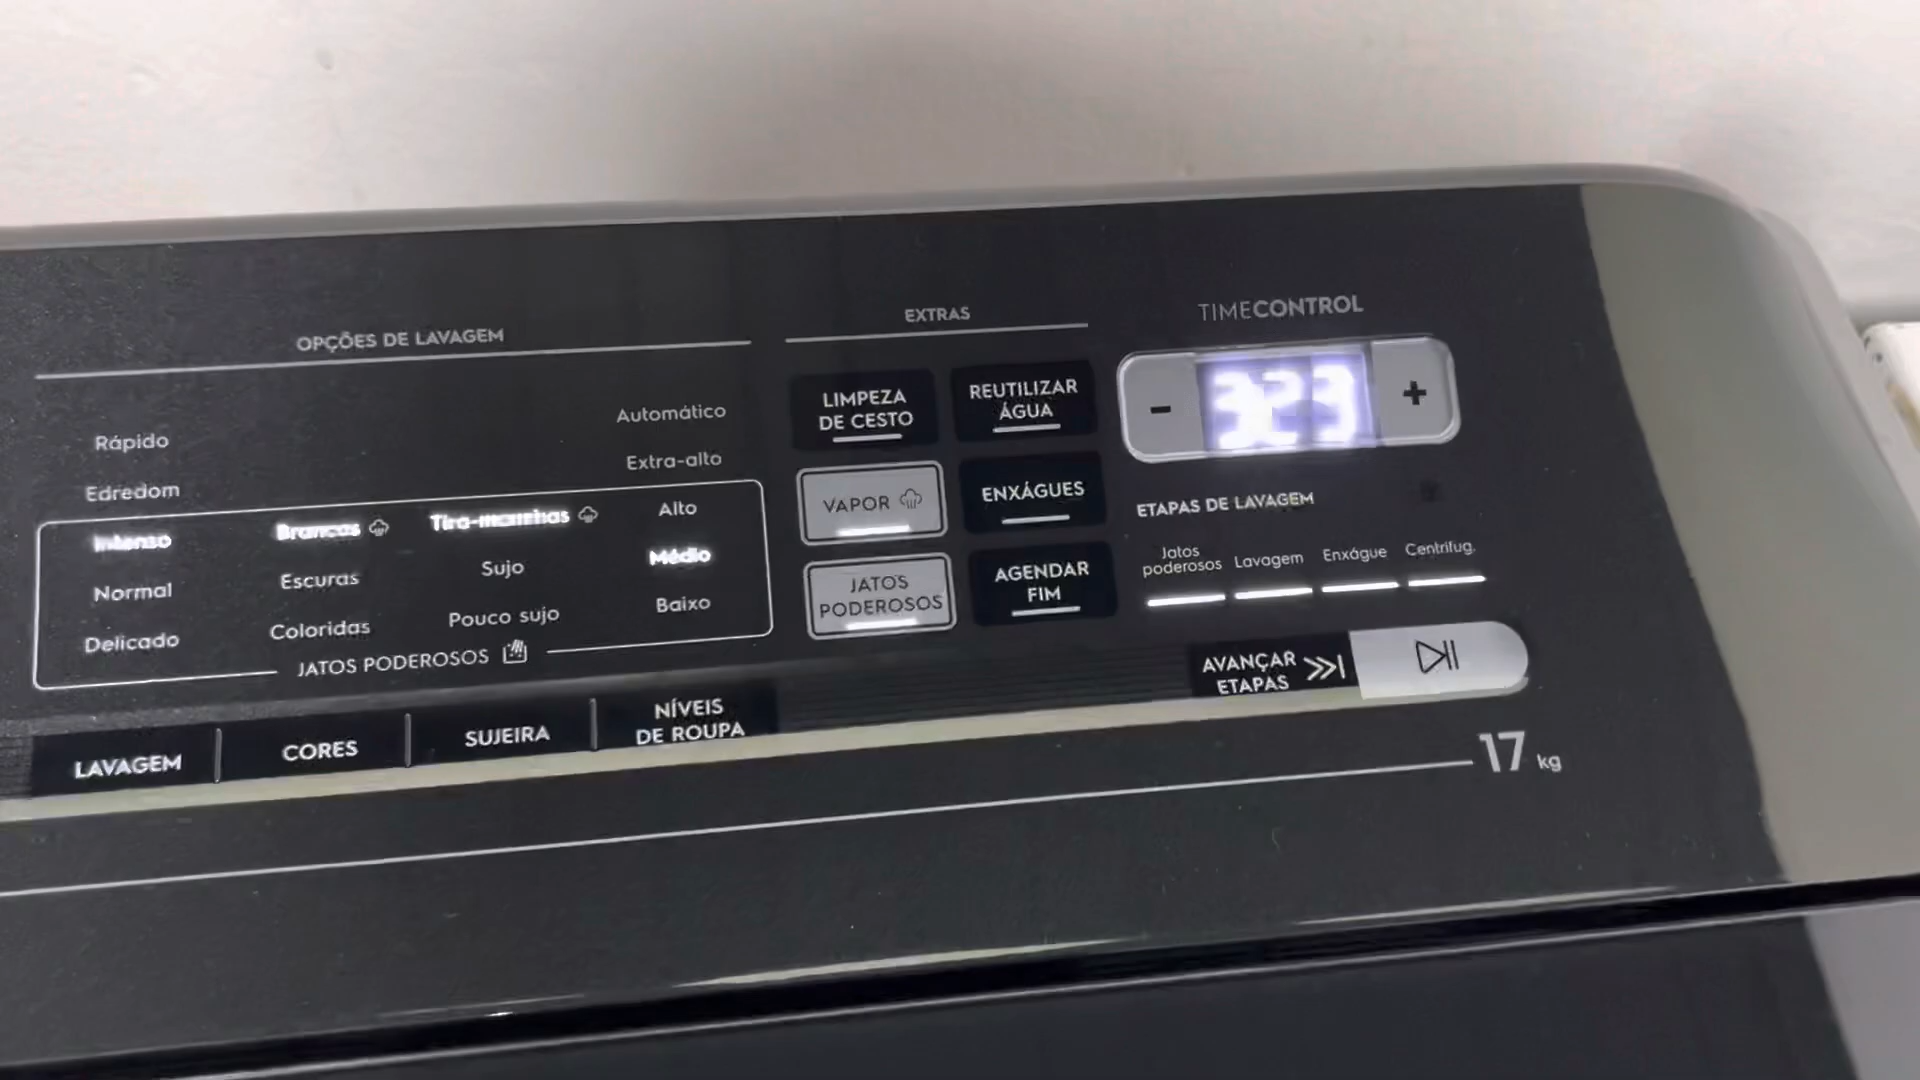 OPÇÕES DE LAVAGEM
Rápido
Edredom
Intenso
Normal
Delicado
Brancas
Escuras
Coloridas
Tira-manchas
Sujo
Pouco sujo
Automático
Extra-alto
Alto
Médio
Baixo
JATOS PODEROSOS
LAVAGEM
CORES
SUJEIRA
NÍVEIS
DE ROUPA
EXTRAS
LIMPEZA
DE CESTO
REUTILIZAR
ÁGUA
VAPOR
ENXÁGUES
JATOS
PODEROSOS
AGENDAR
FIM
TIMECONTROL
- +
ETAPAS DE LAVAGEM
Jatos
poderosos
Lavagem
Enxágue
Centrifug.
AVANÇAR
ETAPAS
17 kg